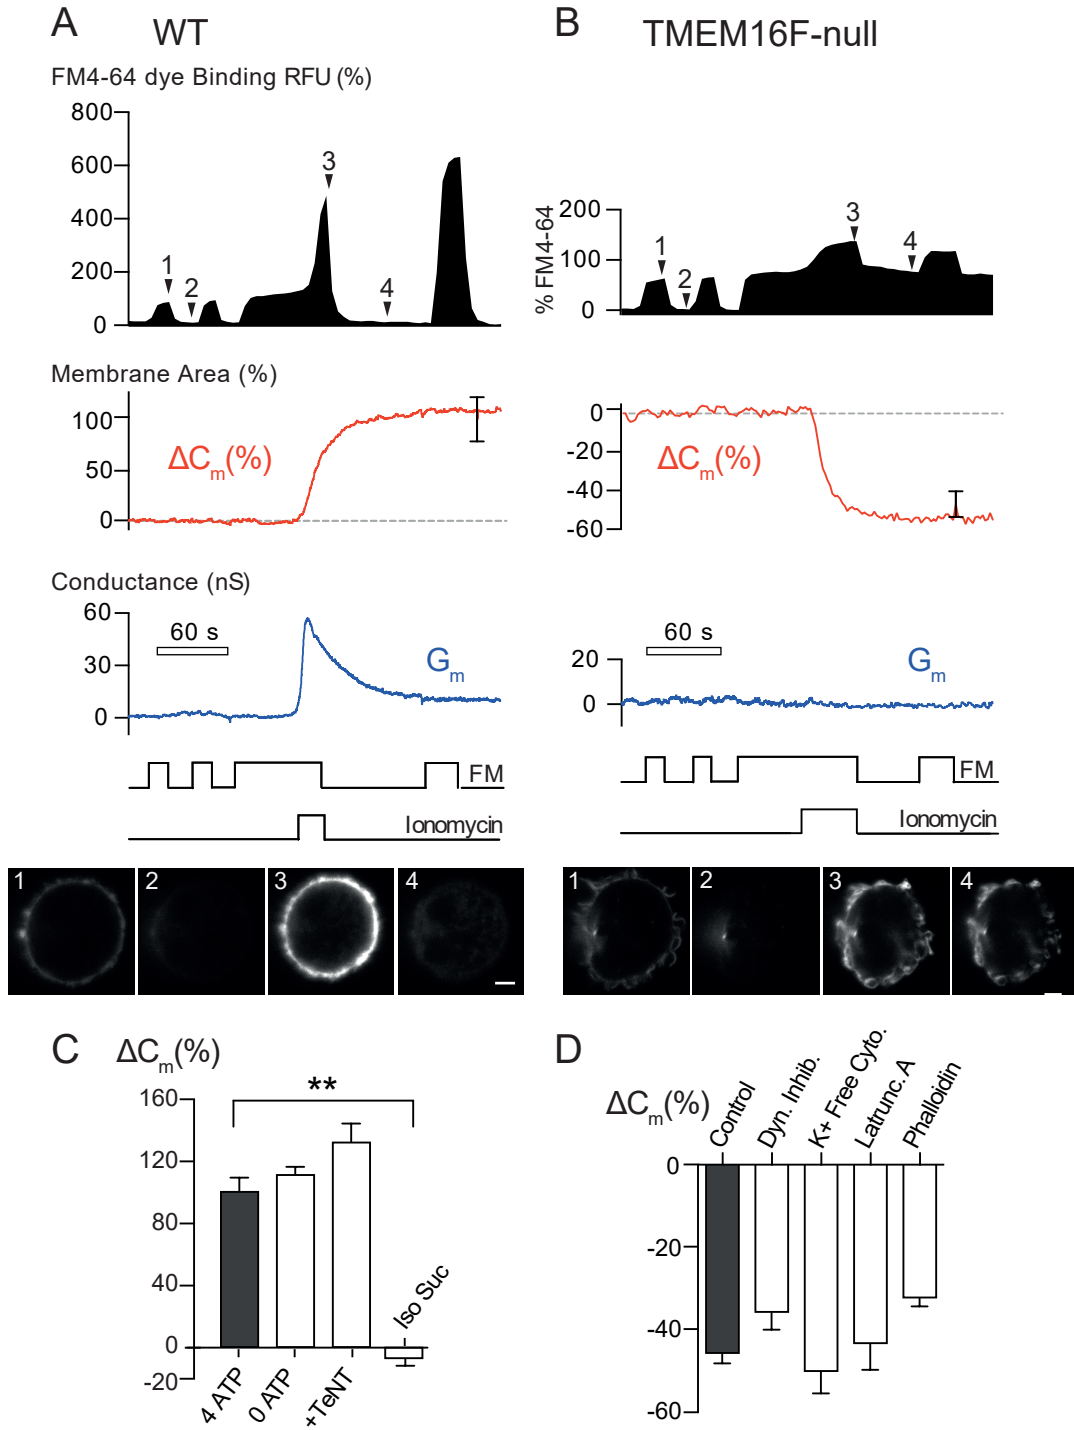 A WT
FM4-64 dye Binding RFU (%)
800
600
400
200
0
1
2
3
4
Membrane Area (%)
100
50
0
ΔCm(%)
Conductance (nS)
60
30
0
60 s
Gm
FM
Ionomycin
1 2 3 4
B TMEM16F-null
% FM4-64
200
100
0
1
2
3
4
0
-20
-40
-60
ΔCm(%)
20
0
60 s
Gm
FM
Ionomycin
1 2 3 4
C ΔCm(%)
160
120
80
40
0
-20
**
4 ATP
0 ATP
+TeNT
Iso Suc
D
ΔCm(%)
Control
Dyn. Inhib.
K+ Free Cyto.
Latrunc. A
Phalloidin
0
-20
-40
-60